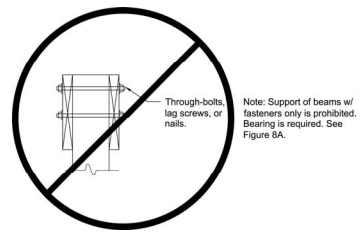 Through-bolts,
lag screws, or
nails.
Note: Support of beams w/
fasteners only is prohibited.
Bearing is required. See
Figure 8A.